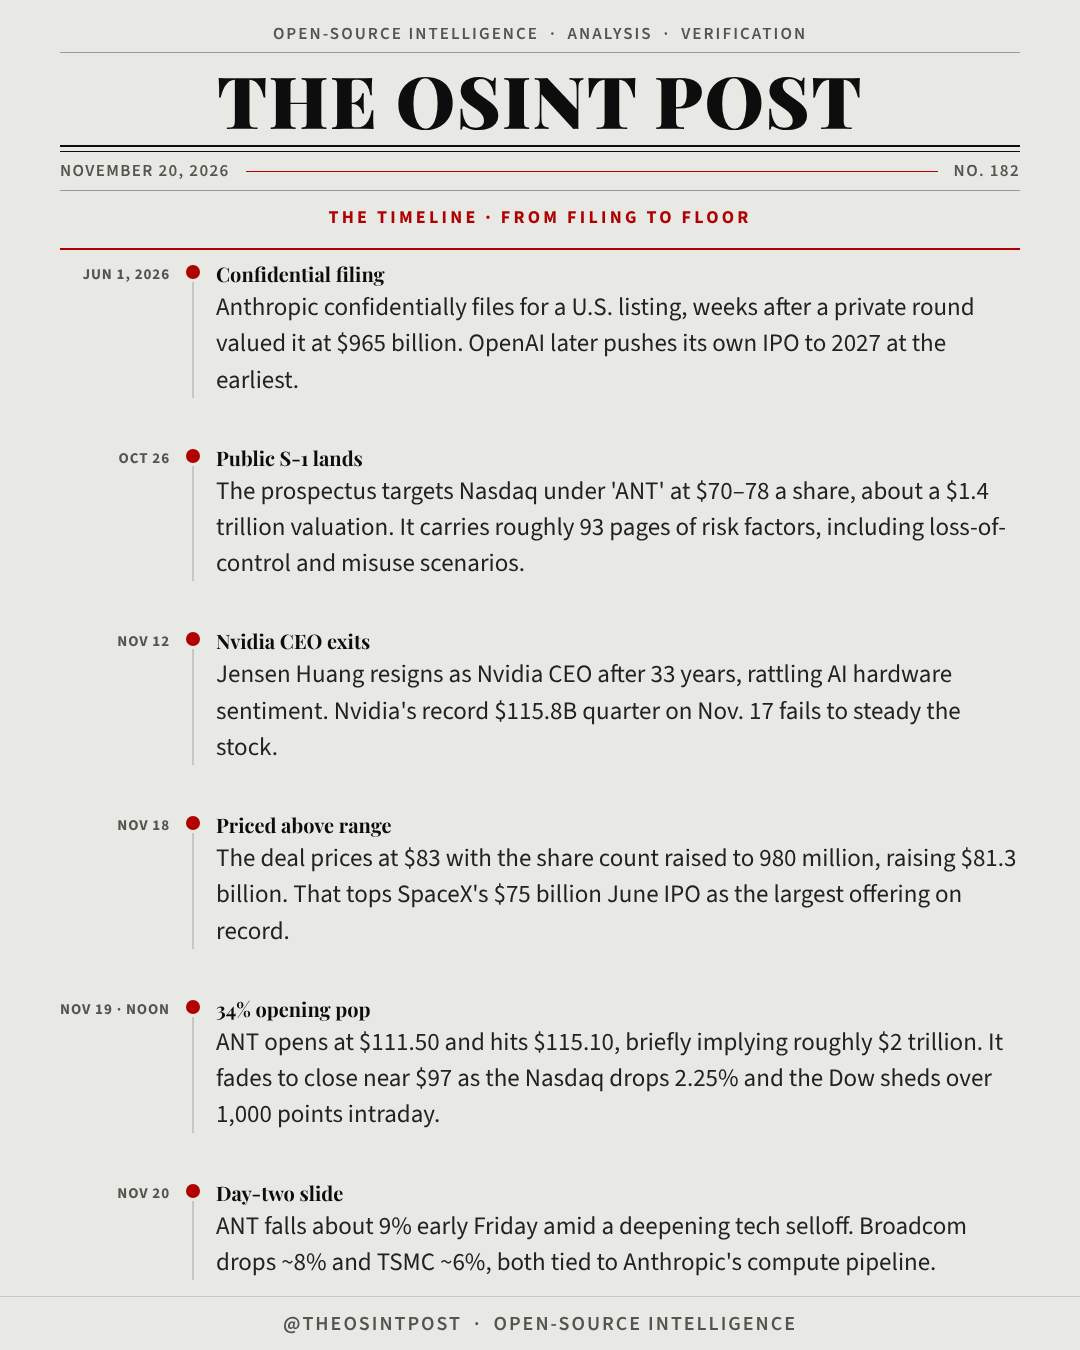 OPEN-SOURCE INTELLIGENCE · ANALYSIS · VERIFICATION
THE OSINT POST
NOVEMBER 20, 2026
NO. 182
THE TIMELINE · FROM FILING TO FLOOR
JUN 1, 2026
Confidential filing
Anthropic confidentially files for a U.S. listing, weeks after a private round
valued it at $965 billion. OpenAI later pushes its own IPO to 2027 at the
earliest.
OCT 26
Public S-1 lands
The prospectus targets Nasdaq under 'ANT' at $70–78 a share, about a $1.4
trillion valuation. It carries roughly 93 pages of risk factors, including loss-of-
control and misuse scenarios.
NOV 12
Nvidia CEO exits
Jensen Huang resigns as Nvidia CEO after 33 years, rattling AI hardware
sentiment. Nvidia's record $115.8B quarter on Nov. 17 fails to steady the
stock.
NOV 18
Priced above range
The deal prices at $83 with the share count raised to 980 million, raising $81.3
billion. That tops SpaceX's $75 billion June IPO as the largest offering on
record.
NOV 19 · NOON
34% opening pop
ANT opens at $111.50 and hits $115.10, briefly implying roughly $2 trillion. It
fades to close near $97 as the Nasdaq drops 2.25% and the Dow sheds over
1,000 points intraday.
NOV 20
Day-two slide
ANT falls about 9% early Friday amid a deepening tech selloff. Broadcom
drops ~8% and TSMC ~6%, both tied to Anthropic's compute pipeline.
@THEOSINTPOST · OPEN-SOURCE INTELLIGENCE